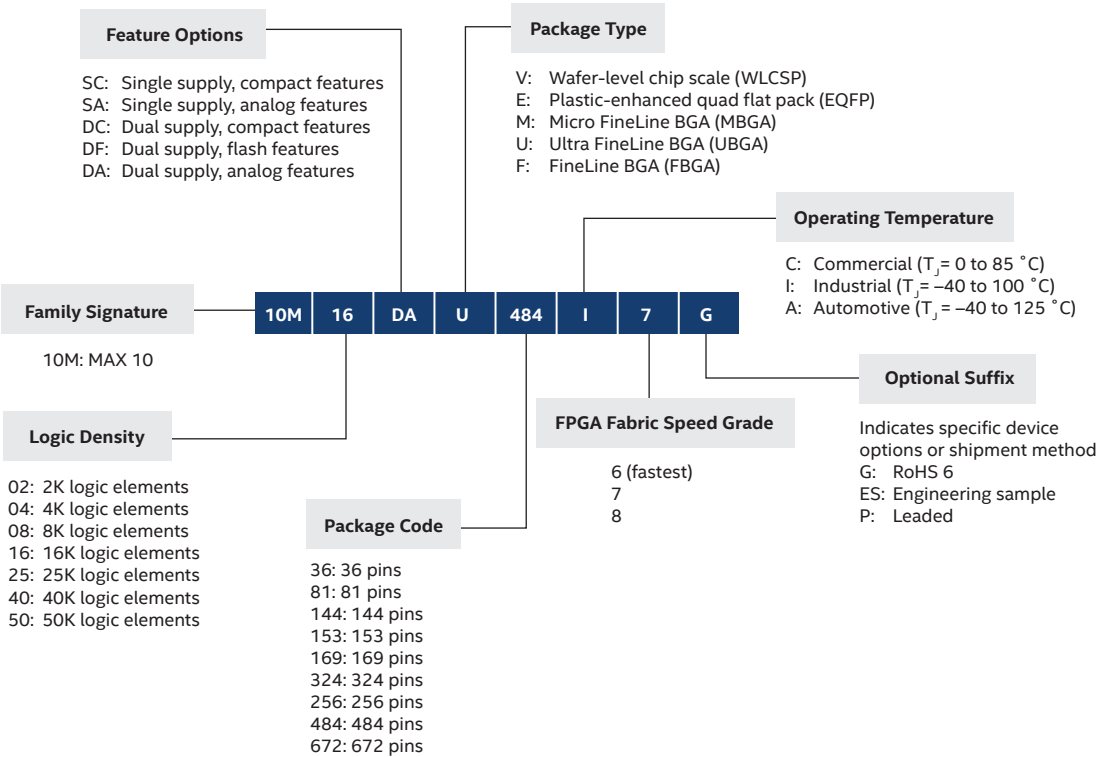 Feature Options
SC: Single supply, compact features
SA: Single supply, analog features
DC: Dual supply, compact features
DF: Dual supply, flash features
DA: Dual supply, analog features
Package Type
V: Wafer-level chip scale (WLCSP)
E: Plastic-enhanced quad flat pack (EQFP)
M: Micro FineLine BGA (MBGA)
U: Ultra FineLine BGA (UBGA)
F: FineLine BGA (FBGA)
Operating Temperature
C: Commercial (TJ= 0 to 85 ˚C)
I: Industrial (TJ= –40 to 100 ˚C)
A: Automotive (TJ= –40 to 125 ˚C)
Family Signature
10M: MAX 10
10M 16 DA U 484 I 7 G
Logic Density
02: 2K logic elements
04: 4K logic elements
08: 8K logic elements
16: 16K logic elements
25: 25K logic elements
40: 40K logic elements
50: 50K logic elements
Package Code
36: 36 pins
81: 81 pins
144: 144 pins
153: 153 pins
169: 169 pins
324: 324 pins
256: 256 pins
484: 484 pins
672: 672 pins
FPGA Fabric Speed Grade
6 (fastest)
7
8
Optional Suffix
Indicates specific device
options or shipment method
G: RoHS 6
ES: Engineering sample
P: Leaded